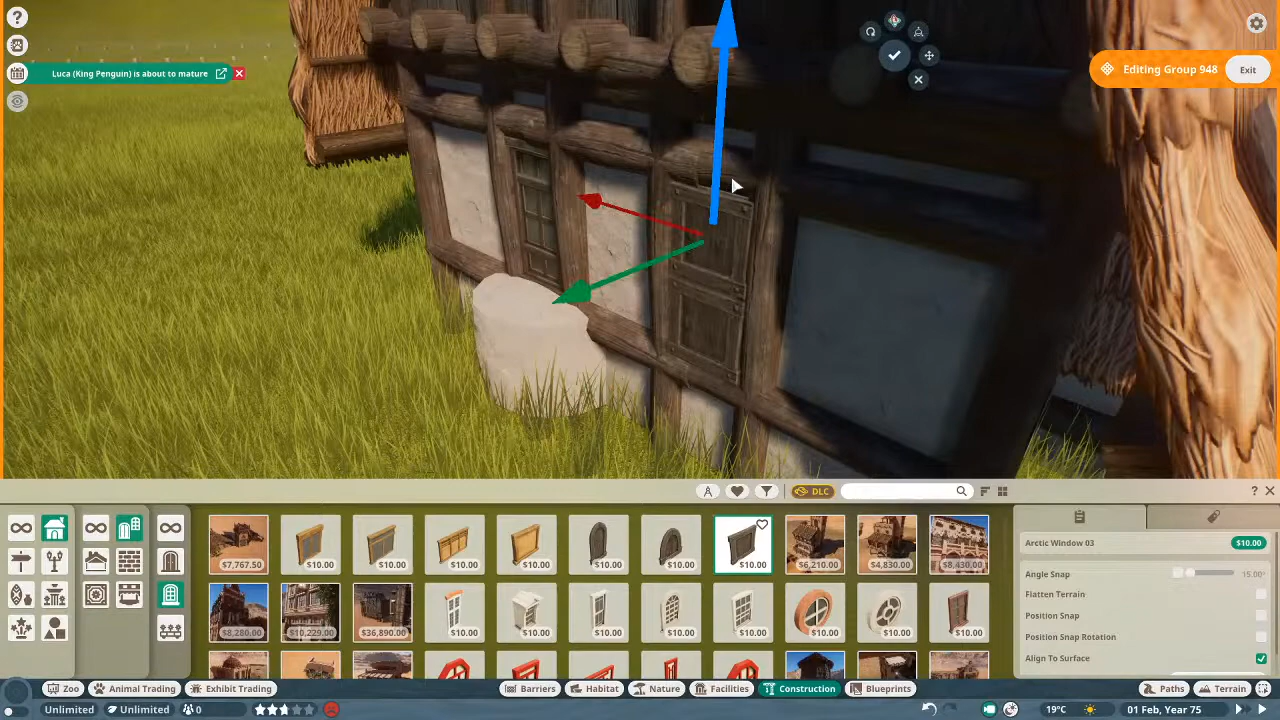 ?
Luca (King Penguin) is about to mature
Editing Group 948
Exit
DLC
?
$7,767.50
$10.00
$10.00
$10.00
$10.00
$10.00
$10.00
$10.00
$6,210.00
$4,830.00
$8,430.00
$8,280.00
$10,229.00
$36,890.00
$10.00
$10.00
$10.00
$10.00
$10.00
$10.00
$10.00
$10.00
Arctic Window 03
$10.00
Angle Snap
15.00°
Flatten Terrain
Position Snap
Position Snap Rotation
Align To Surface
Zoo
Animal Trading
Exhibit Trading
Barriers
Habitat
Nature
Facilities
Construction
Blueprints
Paths
Terrain
Unlimited
Unlimited
0
19°C
01 Feb, Year 75